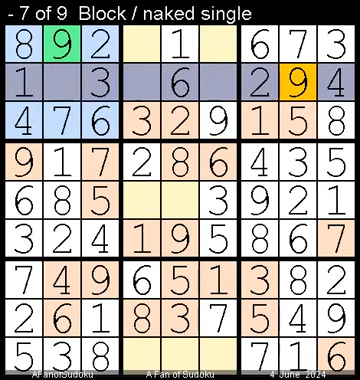 - 7 of 9 Block / naked single
8 9 2 1 6 7 3
1 3 6 2 9 4
4 7 6 3 2 9 1 5 8
9 1 7 2 8 6 4 3 5
6 8 5 3 9 2 1
3 2 4 1 9 5 8 6 7
7 4 9 6 5 1 3 8 2
2 6 1 8 3 7 5 4 9
5 3 8 7 1 6
AFanofSudoku A Fan of Sudoku 4 June 2024